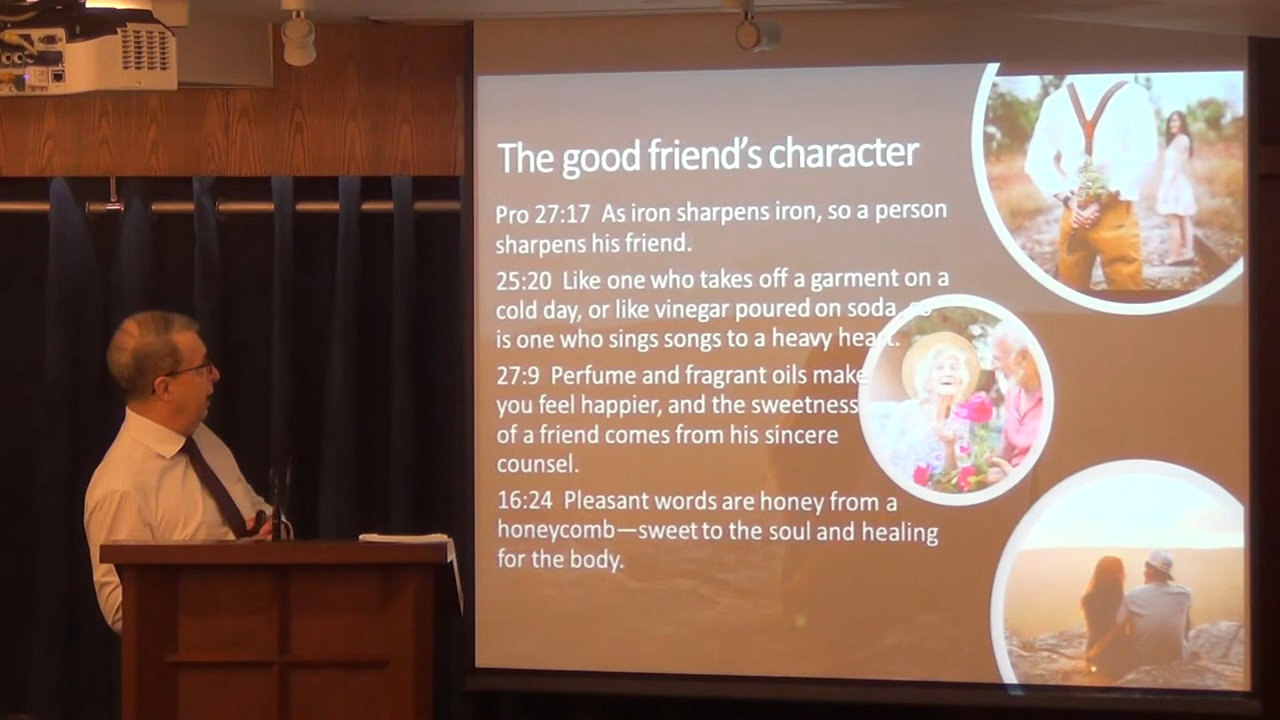 The good friend's character
Pro 27:17 As iron sharpens iron, so a person
sharpens his friend.
25:20 Like one who takes off a garment on a
cold day, or like vinegar poured on soda, so
is one who sings songs to a heavy heart.
27:9 Perfume and fragrant oils make
you feel happier, and the sweetness
of a friend comes from his sincere
counsel.
16:24 Pleasant words are honey from a
honeycomb—sweet to the soul and healing
for the body.